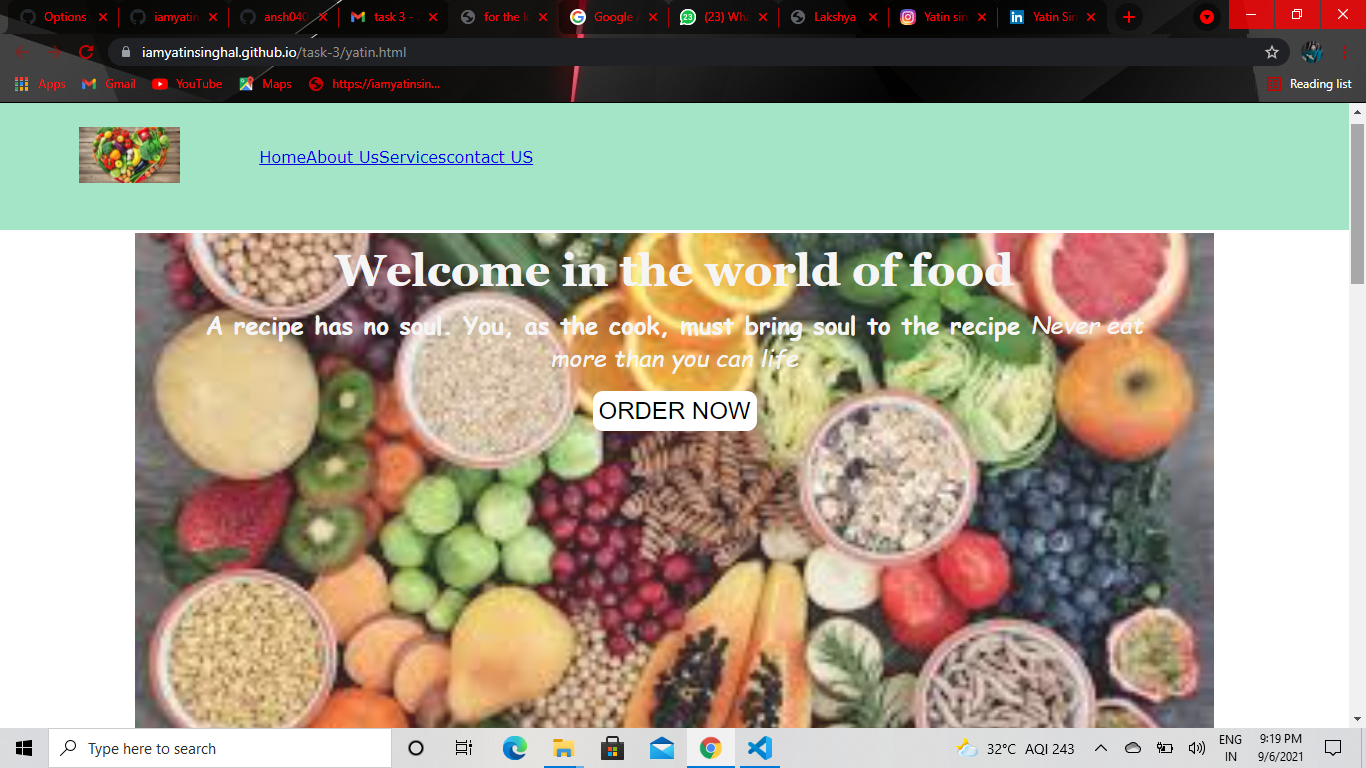 Options
iamyatin
ansh040
task 3 -
for the
Google
(23) Wha
Lakshya
Yatin sin
Yatin Sin
iamyatinsinghal.github.io/task-3/yatin.html
Apps
Gmail
YouTube
Maps
https://iamyatinsin...
Reading list
HomeAbout UsServicescontact US
Welcome in the world of food
A recipe has no soul. You, as the cook, must bring soul to the recipe Never eat
more than you can life
ORDER NOW
Type here to search
32°C AQI 243
ENG
IN
9:19 PM
9/6/2021